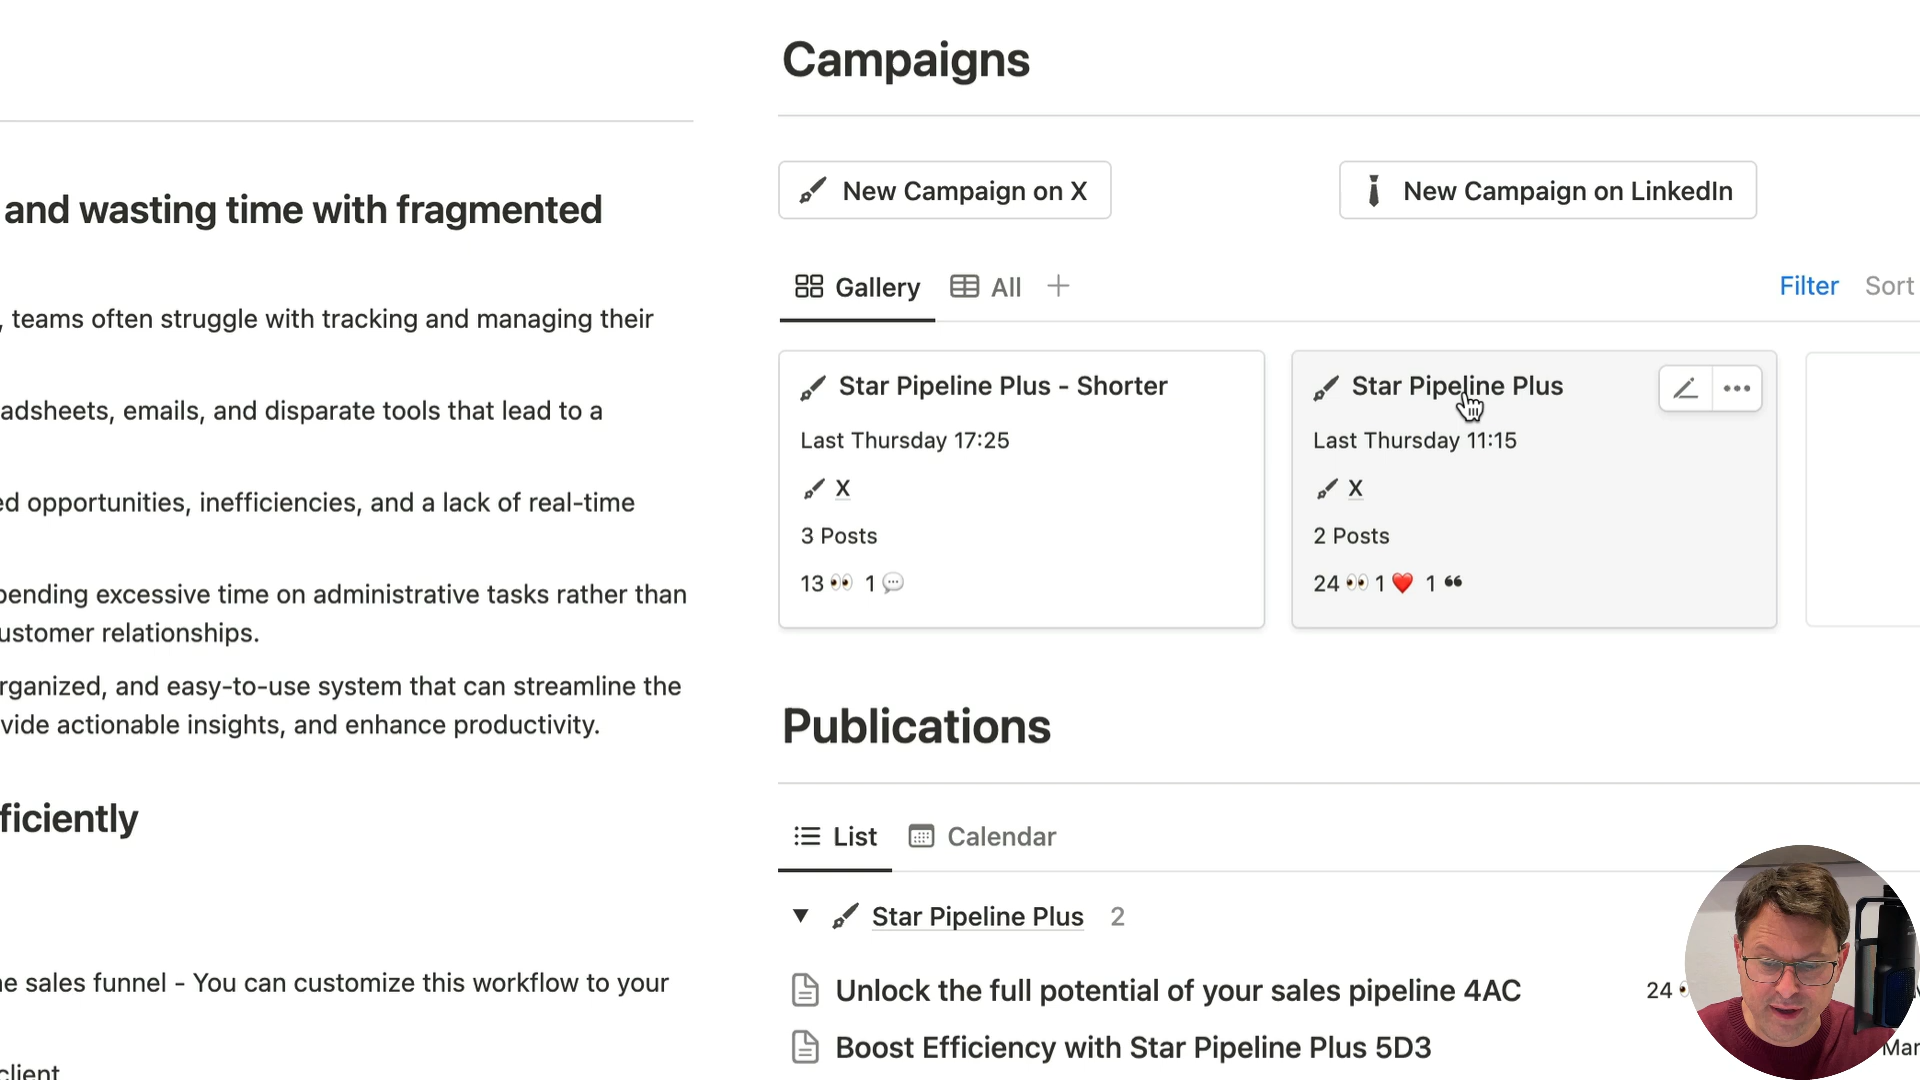 and wasting time with fragmented
, teams often struggle with tracking and managing their
adsheets, emails, and disparate tools that lead to a
ed opportunities, inefficiencies, and a lack of real-time
pending excessive time on administrative tasks rather than
ustomer relationships.
rganized, and easy-to-use system that can streamline the
vide actionable insights, and enhance productivity.
ficiently
e sales funnel - You can customize this workflow to your
client
Campaigns
New Campaign on X
New Campaign on LinkedIn
Gallery
All
Filter
Sort
Star Pipeline Plus - Shorter
Last Thursday 17:25
X
3 Posts
13 👀 1 💬
Star Pipeline Plus
Last Thursday 11:15
X
2 Posts
24 👀 1 ❤️ 1 ❝
Publications
List
Calendar
Star Pipeline Plus 2
Unlock the full potential of your sales pipeline 4AC
24
Boost Efficiency with Star Pipeline Plus 5D3
Mar